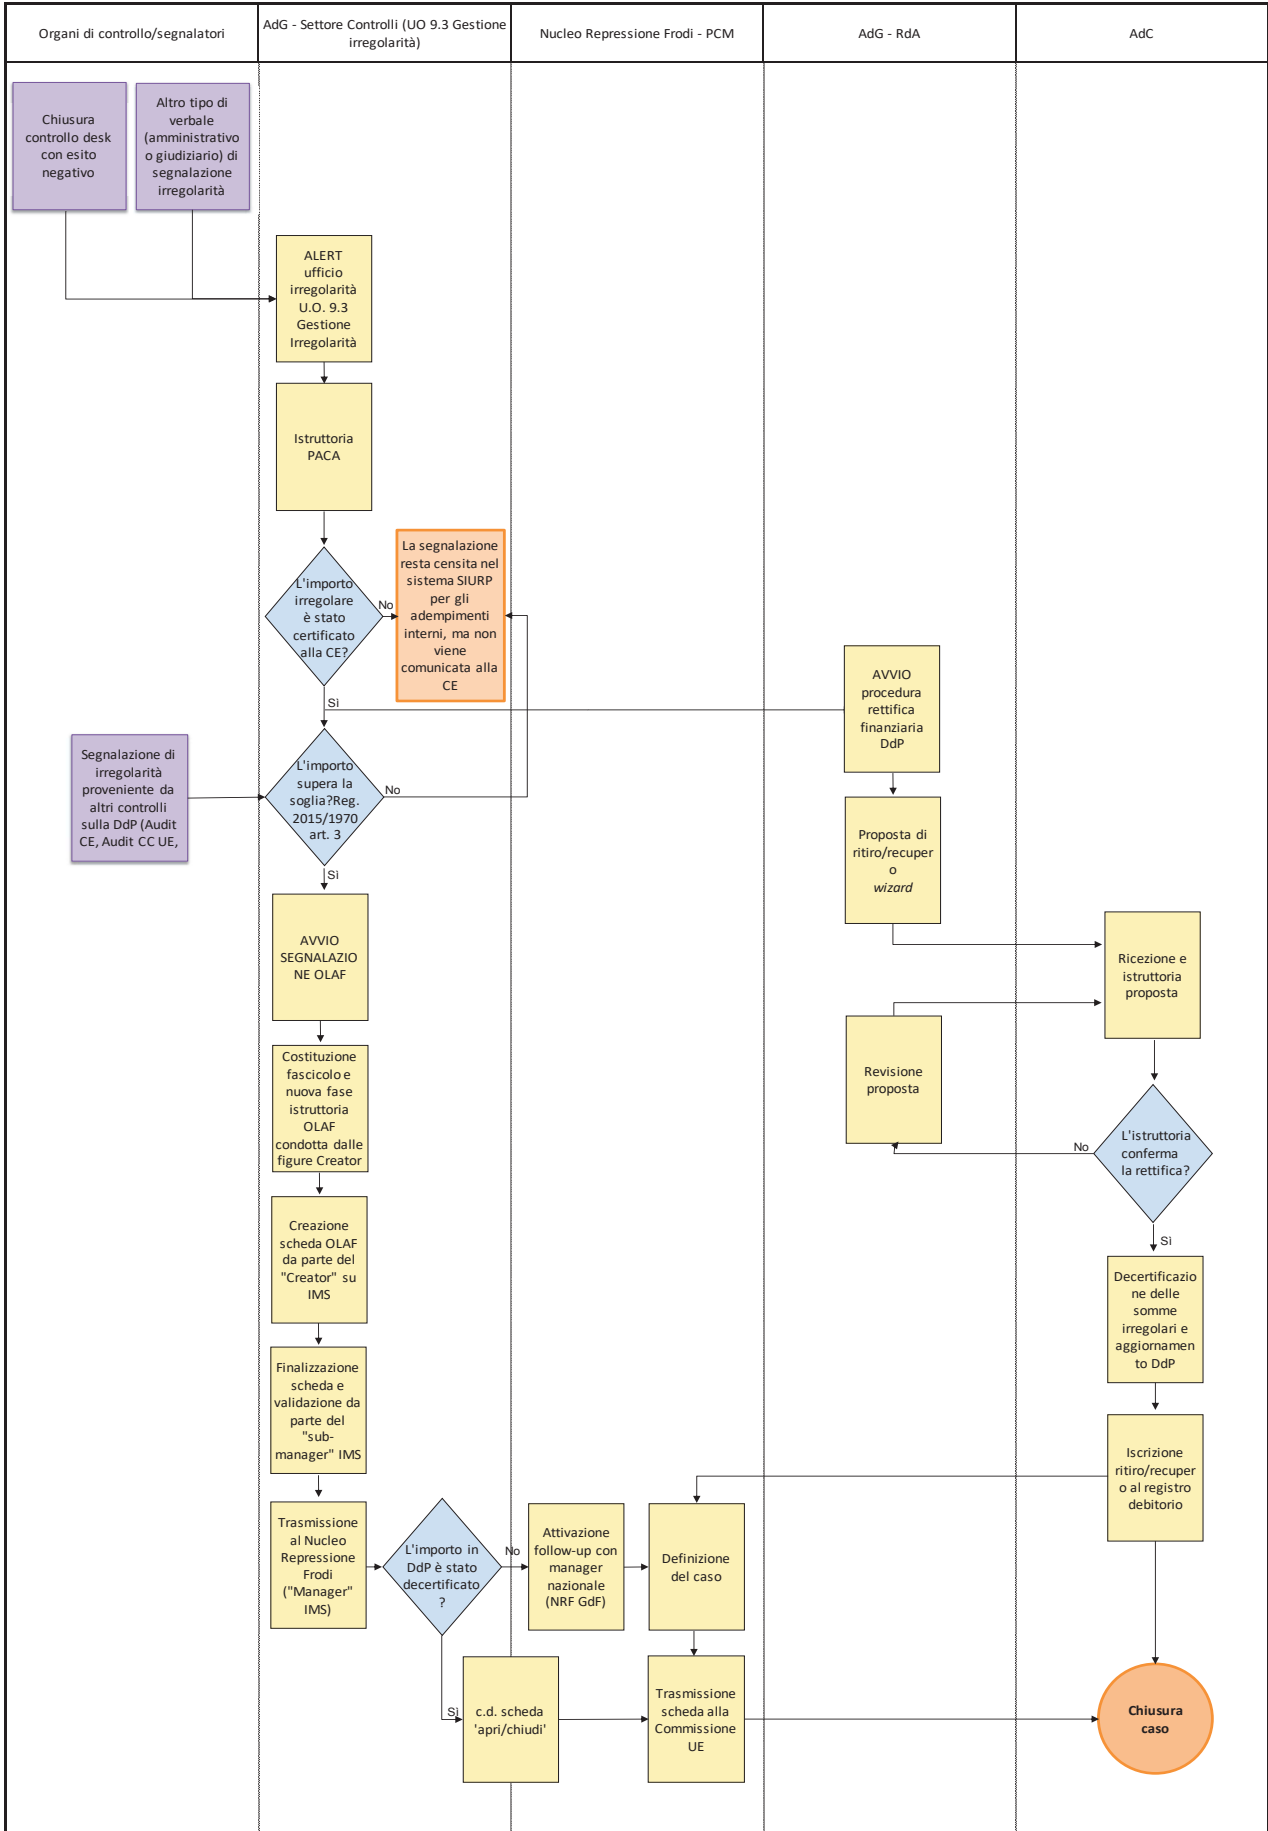 Organi di controllo/segnalatori
AdG - Settore Controlli (UO 9.3 Gestione
irregolarità)
Nucleo Repressione Frodi - PCM
AdG - RdA
AdC
Chiusura
controllo desk
con esito
negativo
Altro tipo di
verbale
(amministrativo
o giudiziario) di
segnalazione
irregolarità
ALERT
ufficio
irregolarità
U.O. 9.3
Gestione
Irregolarità
Istruttoria
PACA
L'importo
irregolare
è stato
certificato
alla CE?
No
La segnalazione
resta censita nel
sistema SIURP
per gli
adempimenti
interni, ma non
viene
comunicata alla
CE
Sì
AVVIO
procedura
rettifica
finanziaria
DdP
Segnalazione di
irregolarità
proveniente da
altri controlli
sulla DdP (Audit
CE, Audit CC UE,
L'importo
supera la
soglia?Reg.
2015/1970
art. 3
No
Sì
Proposta di
ritiro/recuper
o
wizard
AVVIO
SEGNALAZIO
NE OLAF
Ricezione e
istruttoria
proposta
Costituzione
fascicolo e
nuova fase
istruttoria
OLAF
condotta dalle
figure Creator
Revisione
proposta
L'istruttoria
conferma
la rettifica?
No
Sì
Creazione
scheda OLAF
da parte del
"Creator" su
IMS
Decertificazio
ne delle
somme
irregolari e
aggiornamen
to DdP
Finalizzazione
scheda e
validazione da
parte del
"sub-
manager" IMS
Iscrizione
ritiro/recuper
o al registro
debitorio
Trasmissione
al Nucleo
Repressione
Frodi
("Manager"
IMS)
L'importo in
DdP è stato
decertificato
?
No
Attivazione
follow-up con
manager
nazionale
(NRF GdF)
Definizione
del caso
Sì
c.d. scheda
'apri/chiudi'
Trasmissione
scheda alla
Commissione
UE
Chiusura
caso